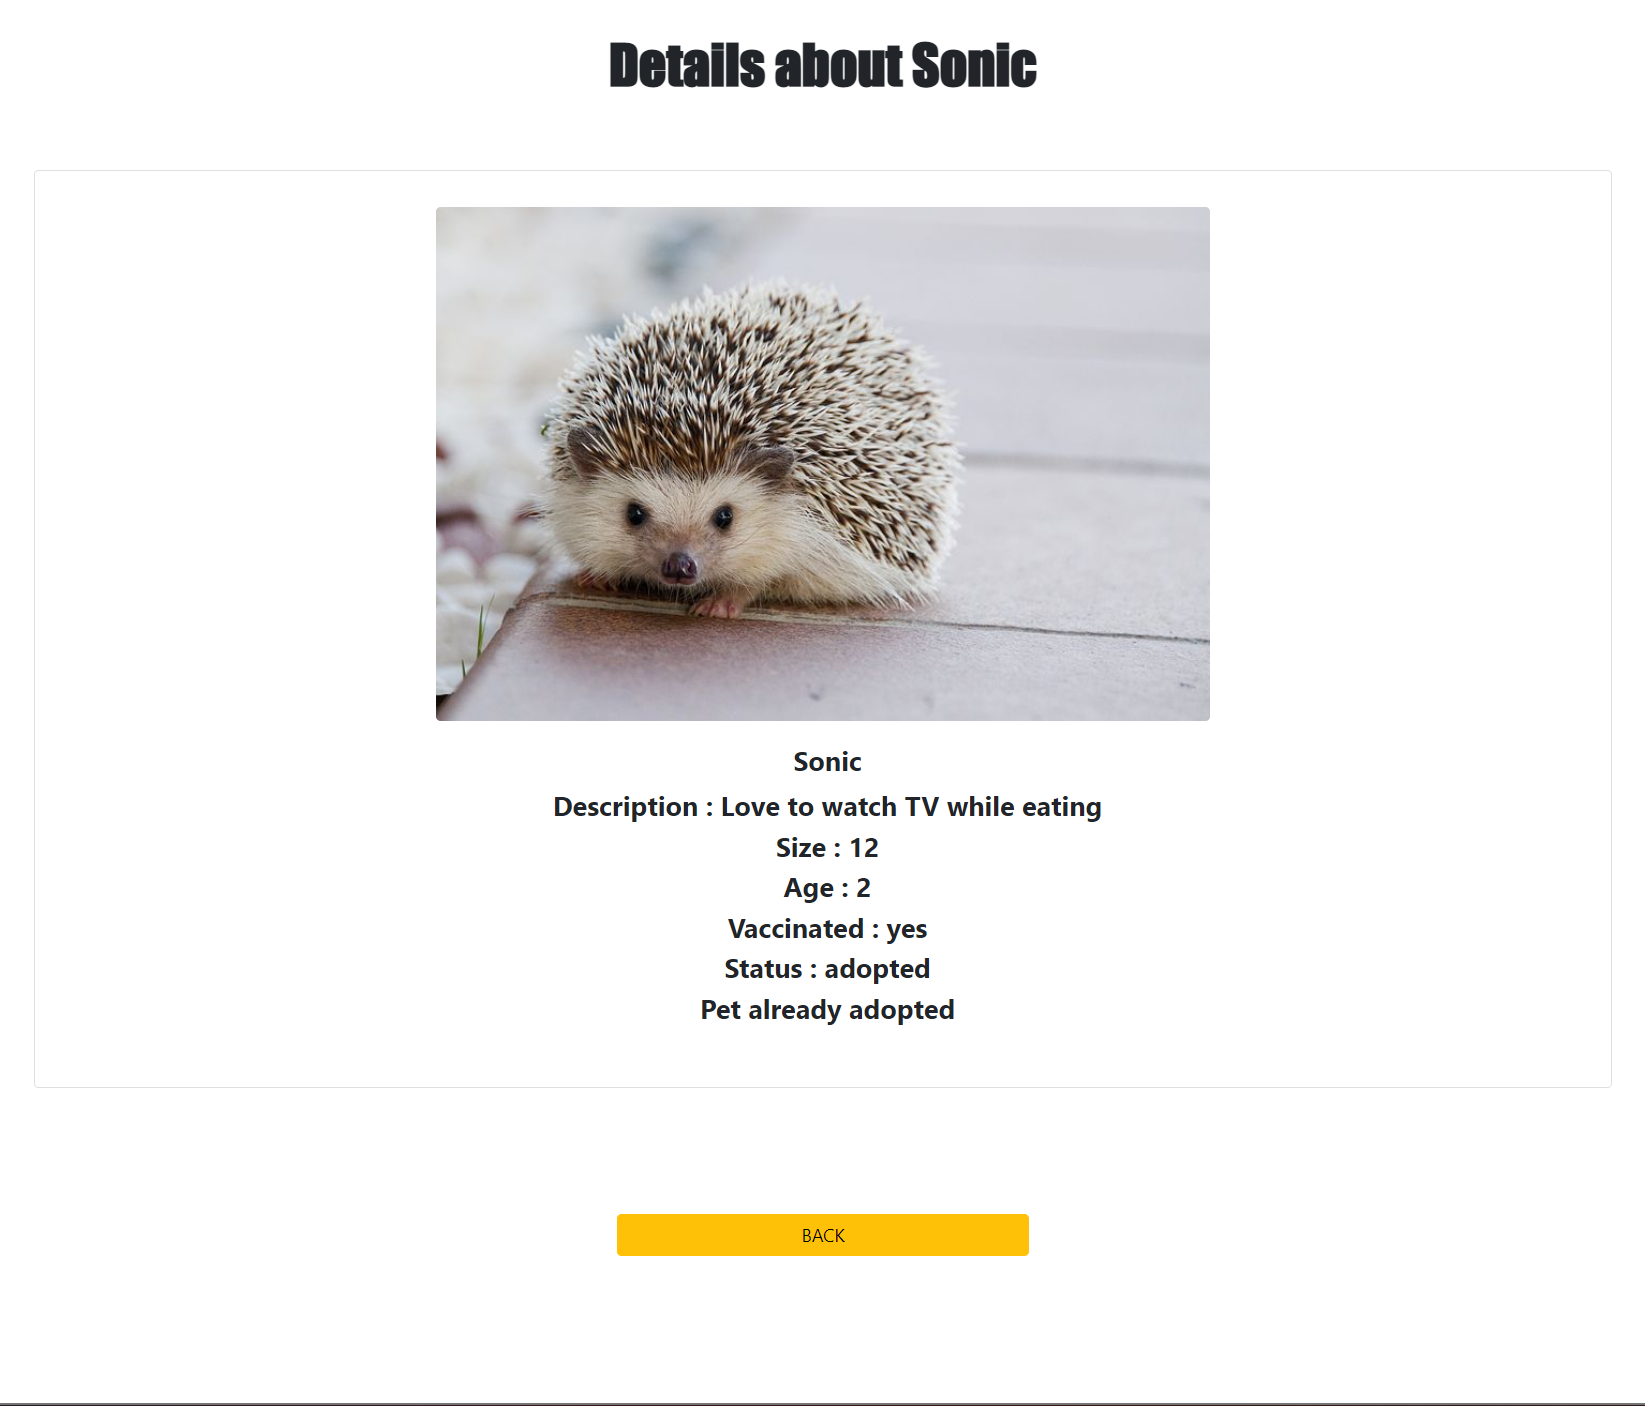 Details about Sonic
Sonic
Description : Love to watch TV while eating
Size : 12
Age : 2
Vaccinated : yes
Status : adopted
Pet already adopted
BACK